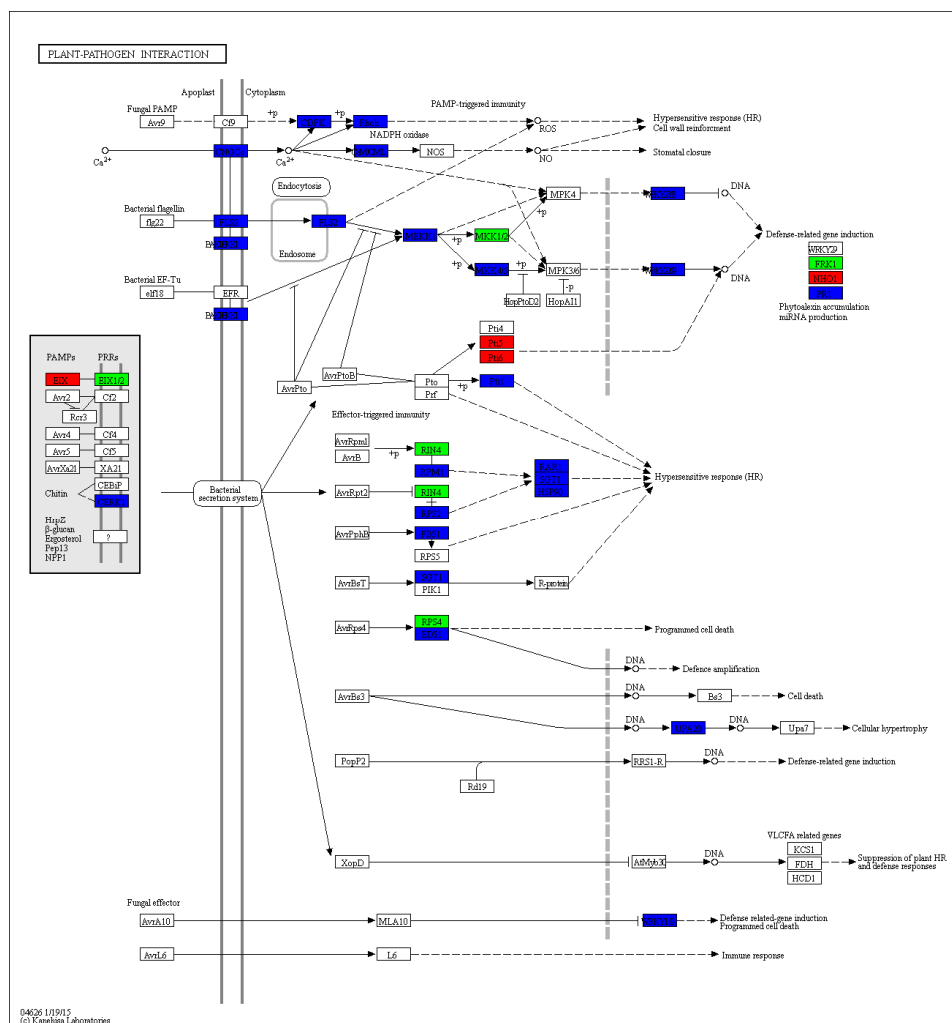 PLANT-PATHOGEN INTERACTION
Apoplast
Cytoplasm
Fungal PAMP
Avr9
Cf9
+p
+p
PAMP-triggered immunity
ROS
Hypersensitive response (HR)
Cell wall reinforcment
NADPH oxidase
Ca2+
Ca2+
NOS
NO
Stomatal closure
Endocytosis
MPK4
DNA
Bacterial flagellin
flg22
Endosome
+p
MKK1/2
+p
Defense-related gene induction
WRKY29
FRK1
NHO1
Phytoalexin accumulation
miRNA production
Bacterial EF-Tu
elf18
EFR
+p
+p
MPK3/6
DNA
-p
HopPtoD2
HopAI1
PAMPs
PRRs
EIX
EIX1/2
Avr2
Cf2
Rcr3
Avr4
Cf4
Avr5
Cf5
AvrXa21
XA21
CEBiP
Chitin
HrpZ
β-glucan
Ergosterol
Pep13
NPP1
?
Pti4
Pti5
Pti6
AvrPto
AvrPtoB
Pto
Prf
+p
Effector-triggered immunity
AvrRpm1
AvrB
+p
RIN4
Bacterial
secretion system
AvrRpt2
RIN4
Hypersensitive response (HR)
AvrPphB
RPS5
AvrBsT
PIK1
R-protein
AvrRps4
RPS4
Programmed cell death
DNA
Defence amplification
AvrBs3
DNA
Bs3
Cell death
DNA
DNA
Upa7
Cellular hypertrophy
PopP2
Rd19
RRS1-R
DNA
Defense-related gene induction
XopD
AtMyb30
DNA
VLCFA related genes
KCS1
FDH
HCD1
Suppression of plant HR
and defense responses
Fungal effector
AvrA10
MLA10
Defense related-gene induction
Programmed cell death
AvrL6
L6
Immune response
04626 1/19/15
(c) Kanehisa Laboratories